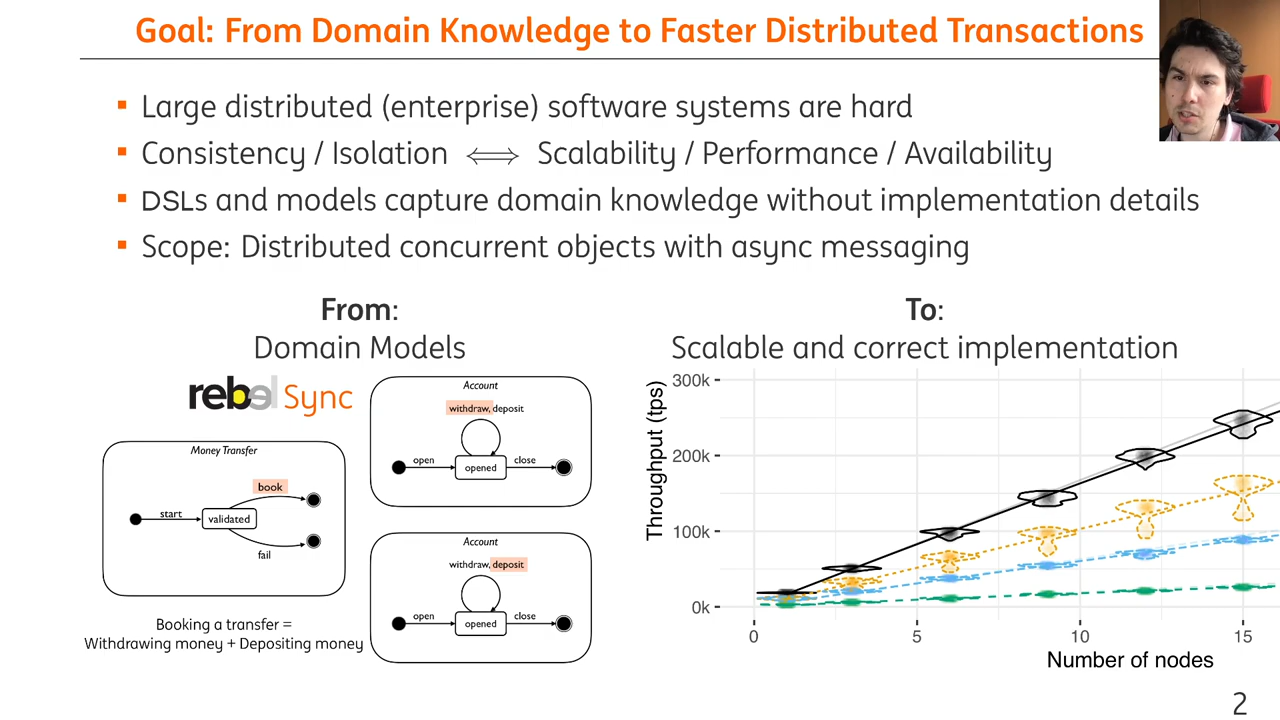 Goal: From Domain Knowledge to Faster Distributed Transactions
Large distributed (enterprise) software systems are hard
Consistency / Isolation ⟺ Scalability / Performance / Availability
DSLs and models capture domain knowledge without implementation details
Scope: Distributed concurrent objects with async messaging
From:
Domain Models
rebel Sync
Money Transfer
start
validated
book
fail
Account
withdraw, deposit
open
opened
close
Account
withdraw, deposit
open
opened
close
Booking a transfer =
Withdrawing money + Depositing money
To:
Scalable and correct implementation
Throughput (tps)
300k
200k
100k
0k
0
5
10
15
Number of nodes
2